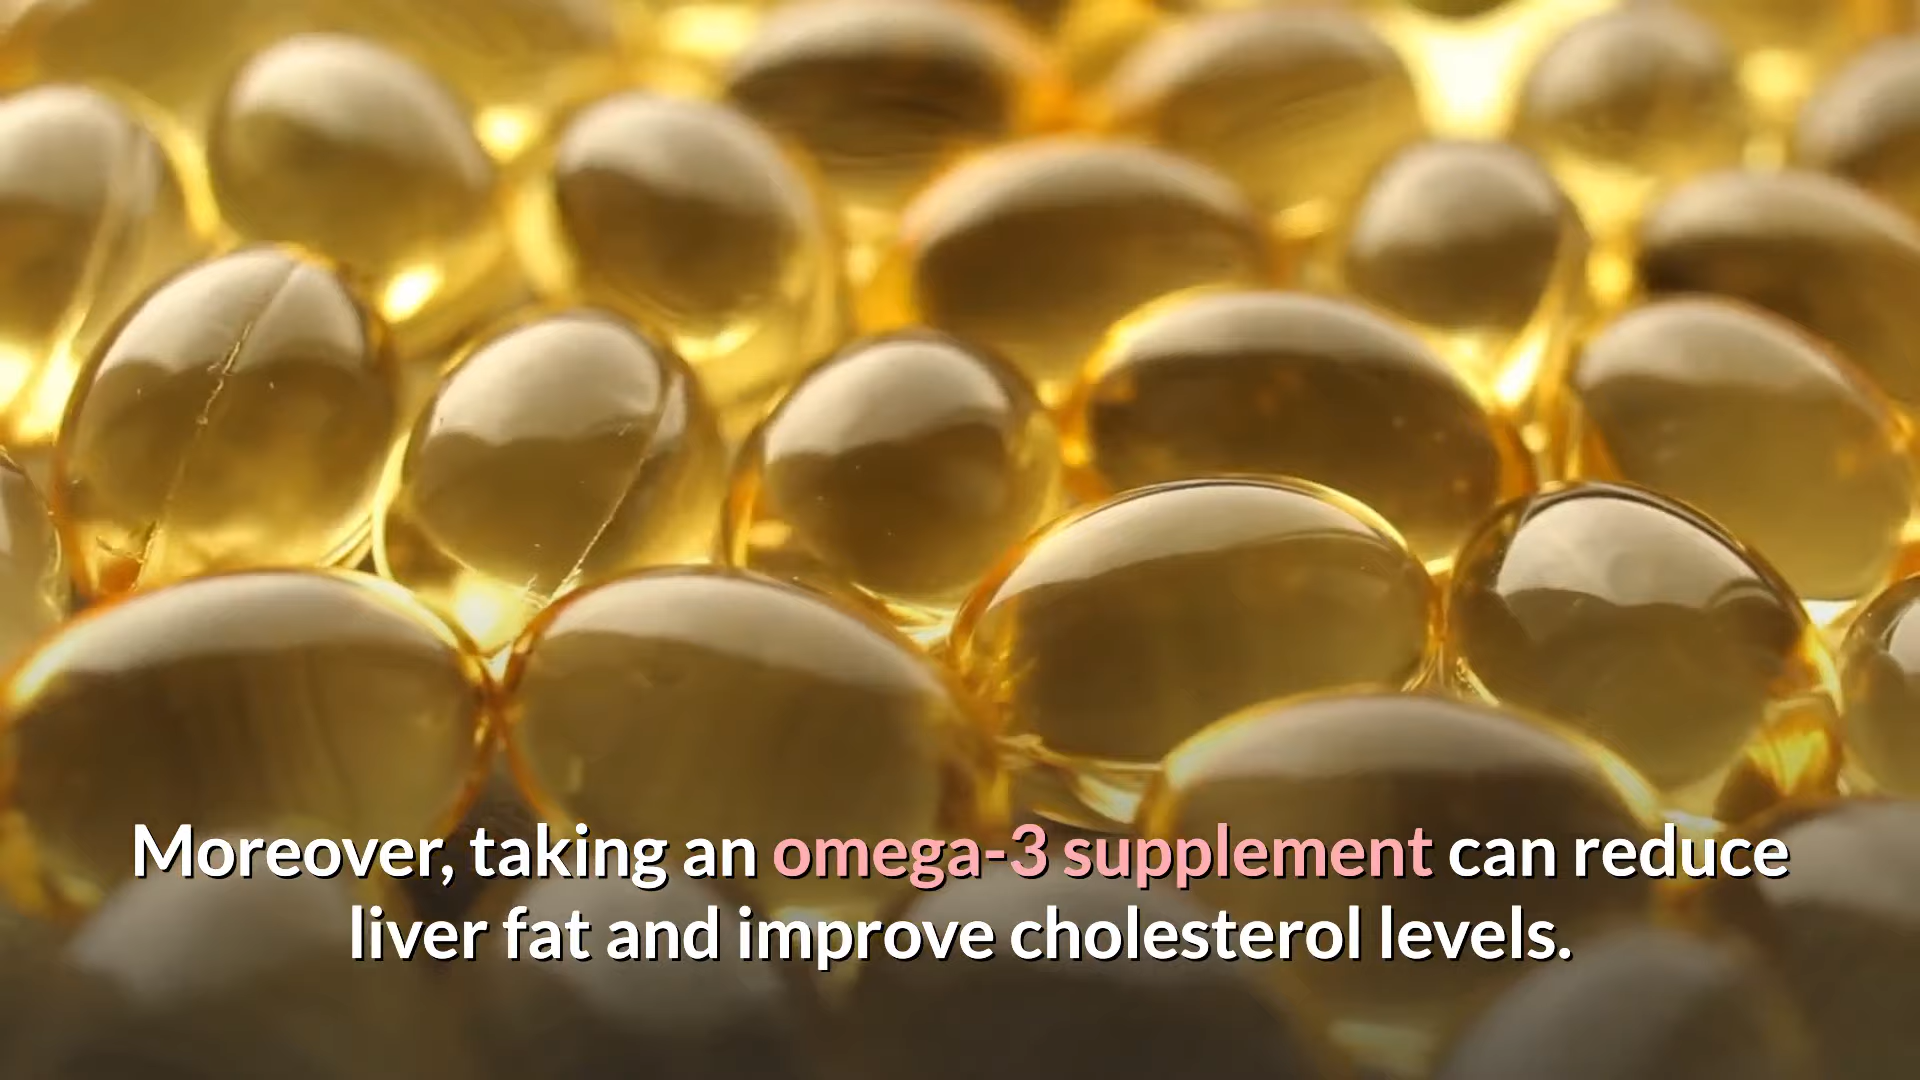 Moreover, taking an omega-3 supplement can reduce
liver fat and improve cholesterol levels.